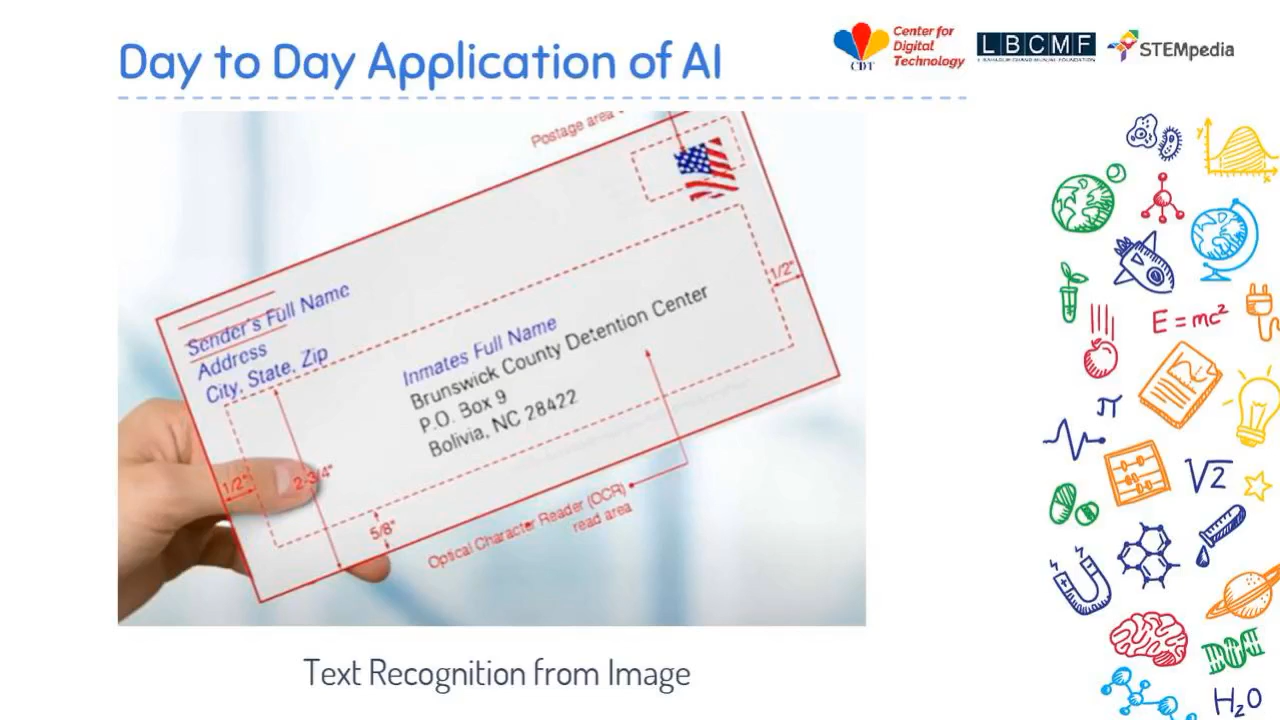 Day to Day Application of AI
CDT
Center for
Digital
Technology
LBCMF
STEMpedia
Postage area
Sender's Full Name
Address
City, State, Zip
Inmates Full Name
Brunswick County Detention Center
P.O. Box 9
Bolivia, NC 28422
1/2"
1/2"
2-3/4"
5/8"
Optical Character Reader (OCR)
read area
Text Recognition from Image
y
x
E = mc²
π
√2
H₂O